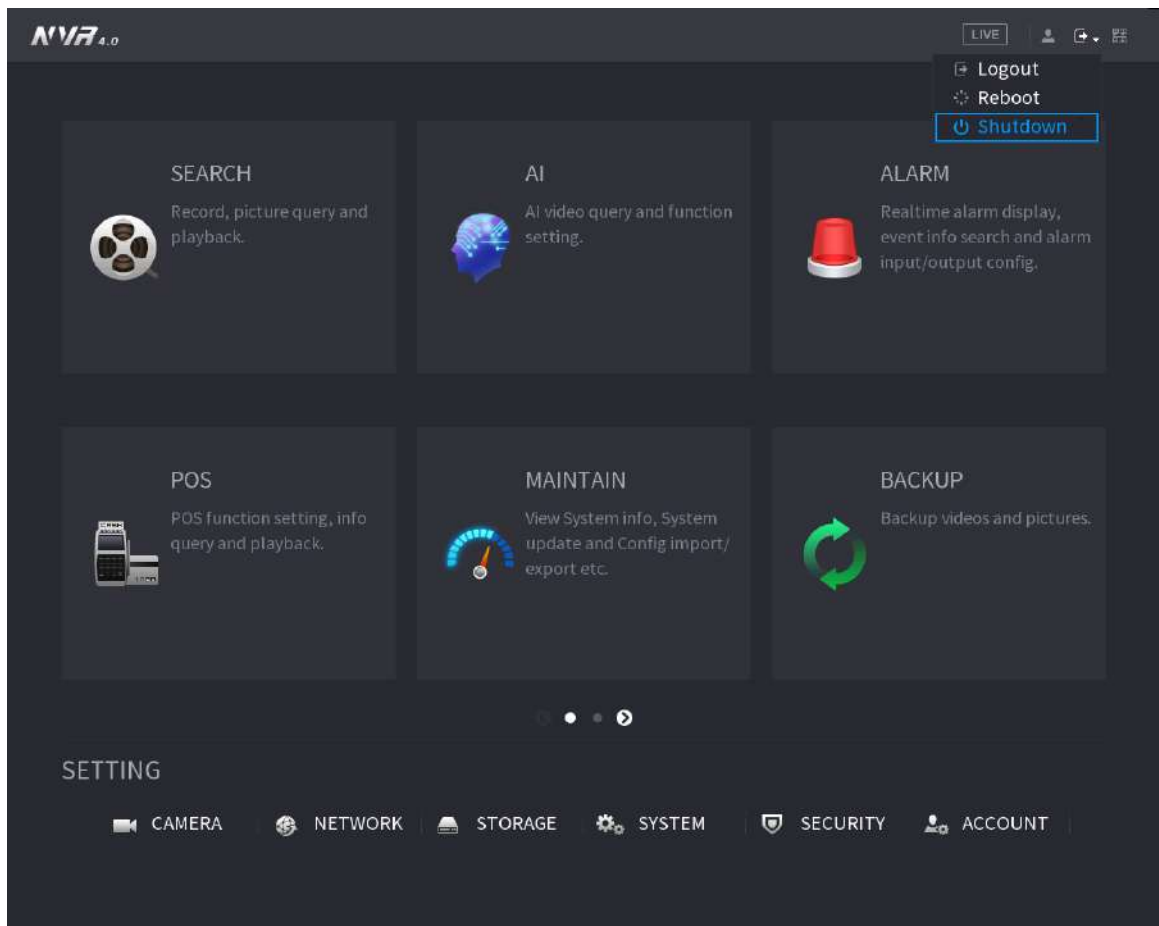 NVR 4.0
LIVE
Logout
Reboot
Shutdown
SEARCH
Record, picture query and
playback.
AI
AI video query and function
setting.
ALARM
Realtime alarm display,
event info search and alarm
input/output config.
POS
POS function setting, info
query and playback.
MAINTAIN
View System info, System
update and Config import/
export etc.
BACKUP
Backup videos and pictures.
SETTING
CAMERA
NETWORK
STORAGE
SYSTEM
SECURITY
ACCOUNT